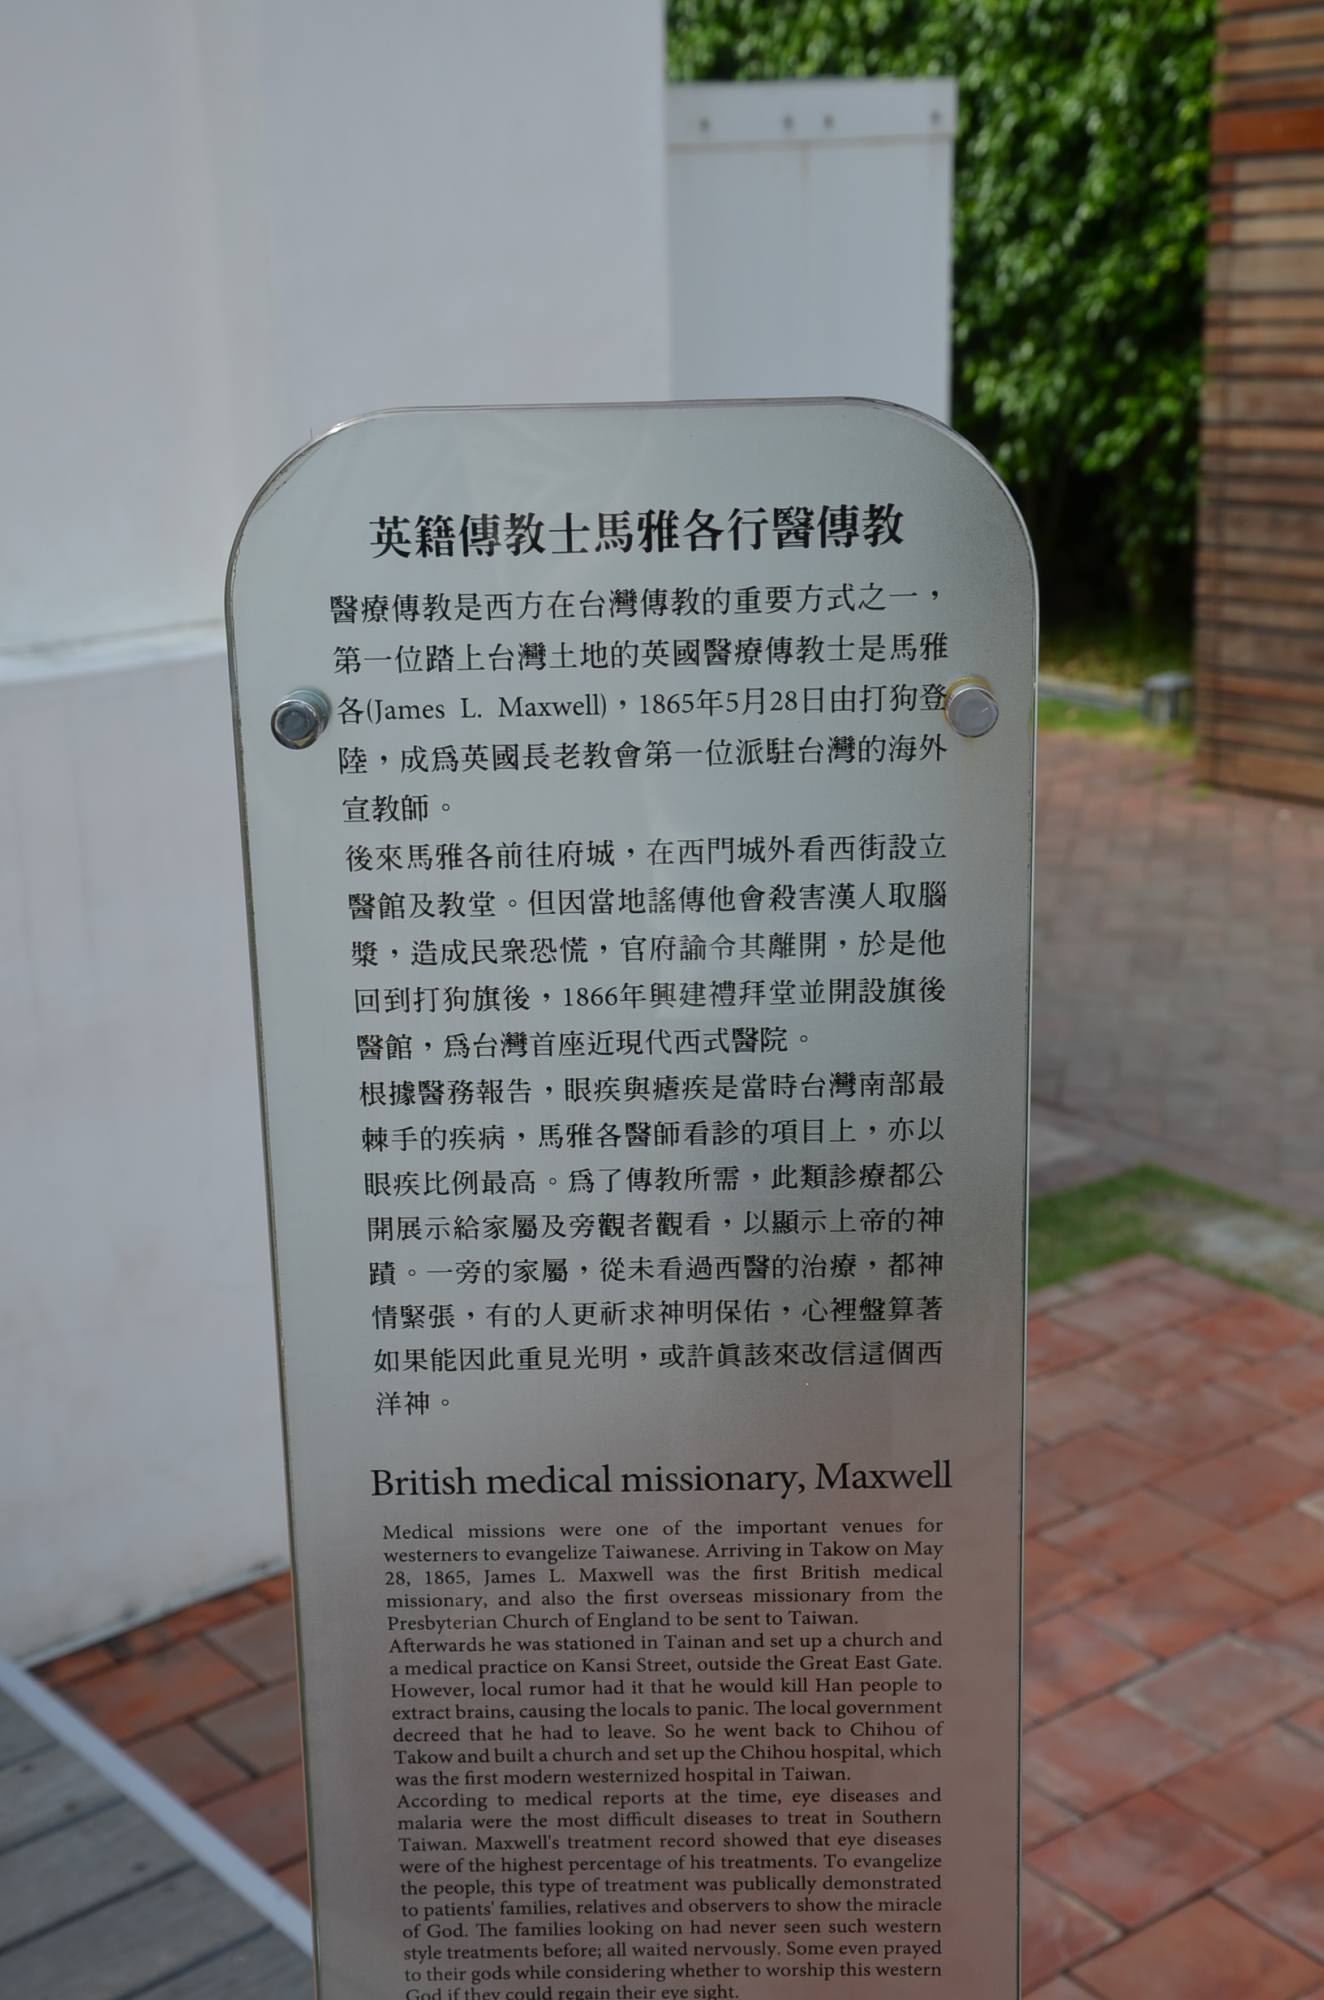 英籍傳教士馬雅各行醫傳教
醫療傳教是西方在台灣傳教的重要方式之一，
第一位踏上台灣土地的英國醫療傳教士是馬雅
各(James L. Maxwell)，1865年5月28日由打狗登
陸，成爲英國長老教會第一位派駐台灣的海外
宣教師。
後來馬雅各前往府城，在西門城外看西街設立
醫館及教堂。但因當地謠傳他會殺害漢人取腦
漿，造成民衆恐慌，官府諭令其離開，於是他
回到打狗旗後，1866年興建禮拜堂並開設旗後
醫館，爲台灣首座近現代西式醫院。
根據醫務報告，眼疾與瘧疾是當時台灣南部最
棘手的疾病，馬雅各醫師看診的項目上，亦以
眼疾比例最高。爲了傳教所需，此類診療都公
開展示給家屬及旁觀者觀看，以顯示上帝的神
蹟。一旁的家屬，從未看過西醫的治療，都神
情緊張，有的人更祈求神明保佑，心裡盤算著
如果能因此重見光明，或許眞該來改信這個西
洋神。
British medical missionary, Maxwell
Medical missions were one of the important venues for
westerners to evangelize Taiwanese. Arriving in Takow on May
28, 1865, James L. Maxwell was the first British medical
missionary, and also the first overseas missionary from the
Presbyterian Church of England to be sent to Taiwan.
Afterwards he was stationed in Tainan and set up a church and
a medical practice on Kansi Street, outside the Great East Gate.
However, local rumor had it that he would kill Han people to
extract brains, causing the locals to panic. The local government
decreed that he had to leave. So he went back to Chihou of
Takow and built a church and set up the Chihou hospital, which
was the first modern westernized hospital in Taiwan.
According to medical reports at the time, eye diseases and
malaria were the most difficult diseases to treat in Southern
Taiwan. Maxwell's treatment record showed that eye diseases
were of the highest percentage of his treatments. To evangelize
the people, this type of treatment was publically demonstrated
to patients' families, relatives and observers to show the miracle
of God. The families looking on had never seen such western
style treatments before; all waited nervously. Some even prayed
to their gods while considering whether to worship this western
God if they could regain their eye sight.